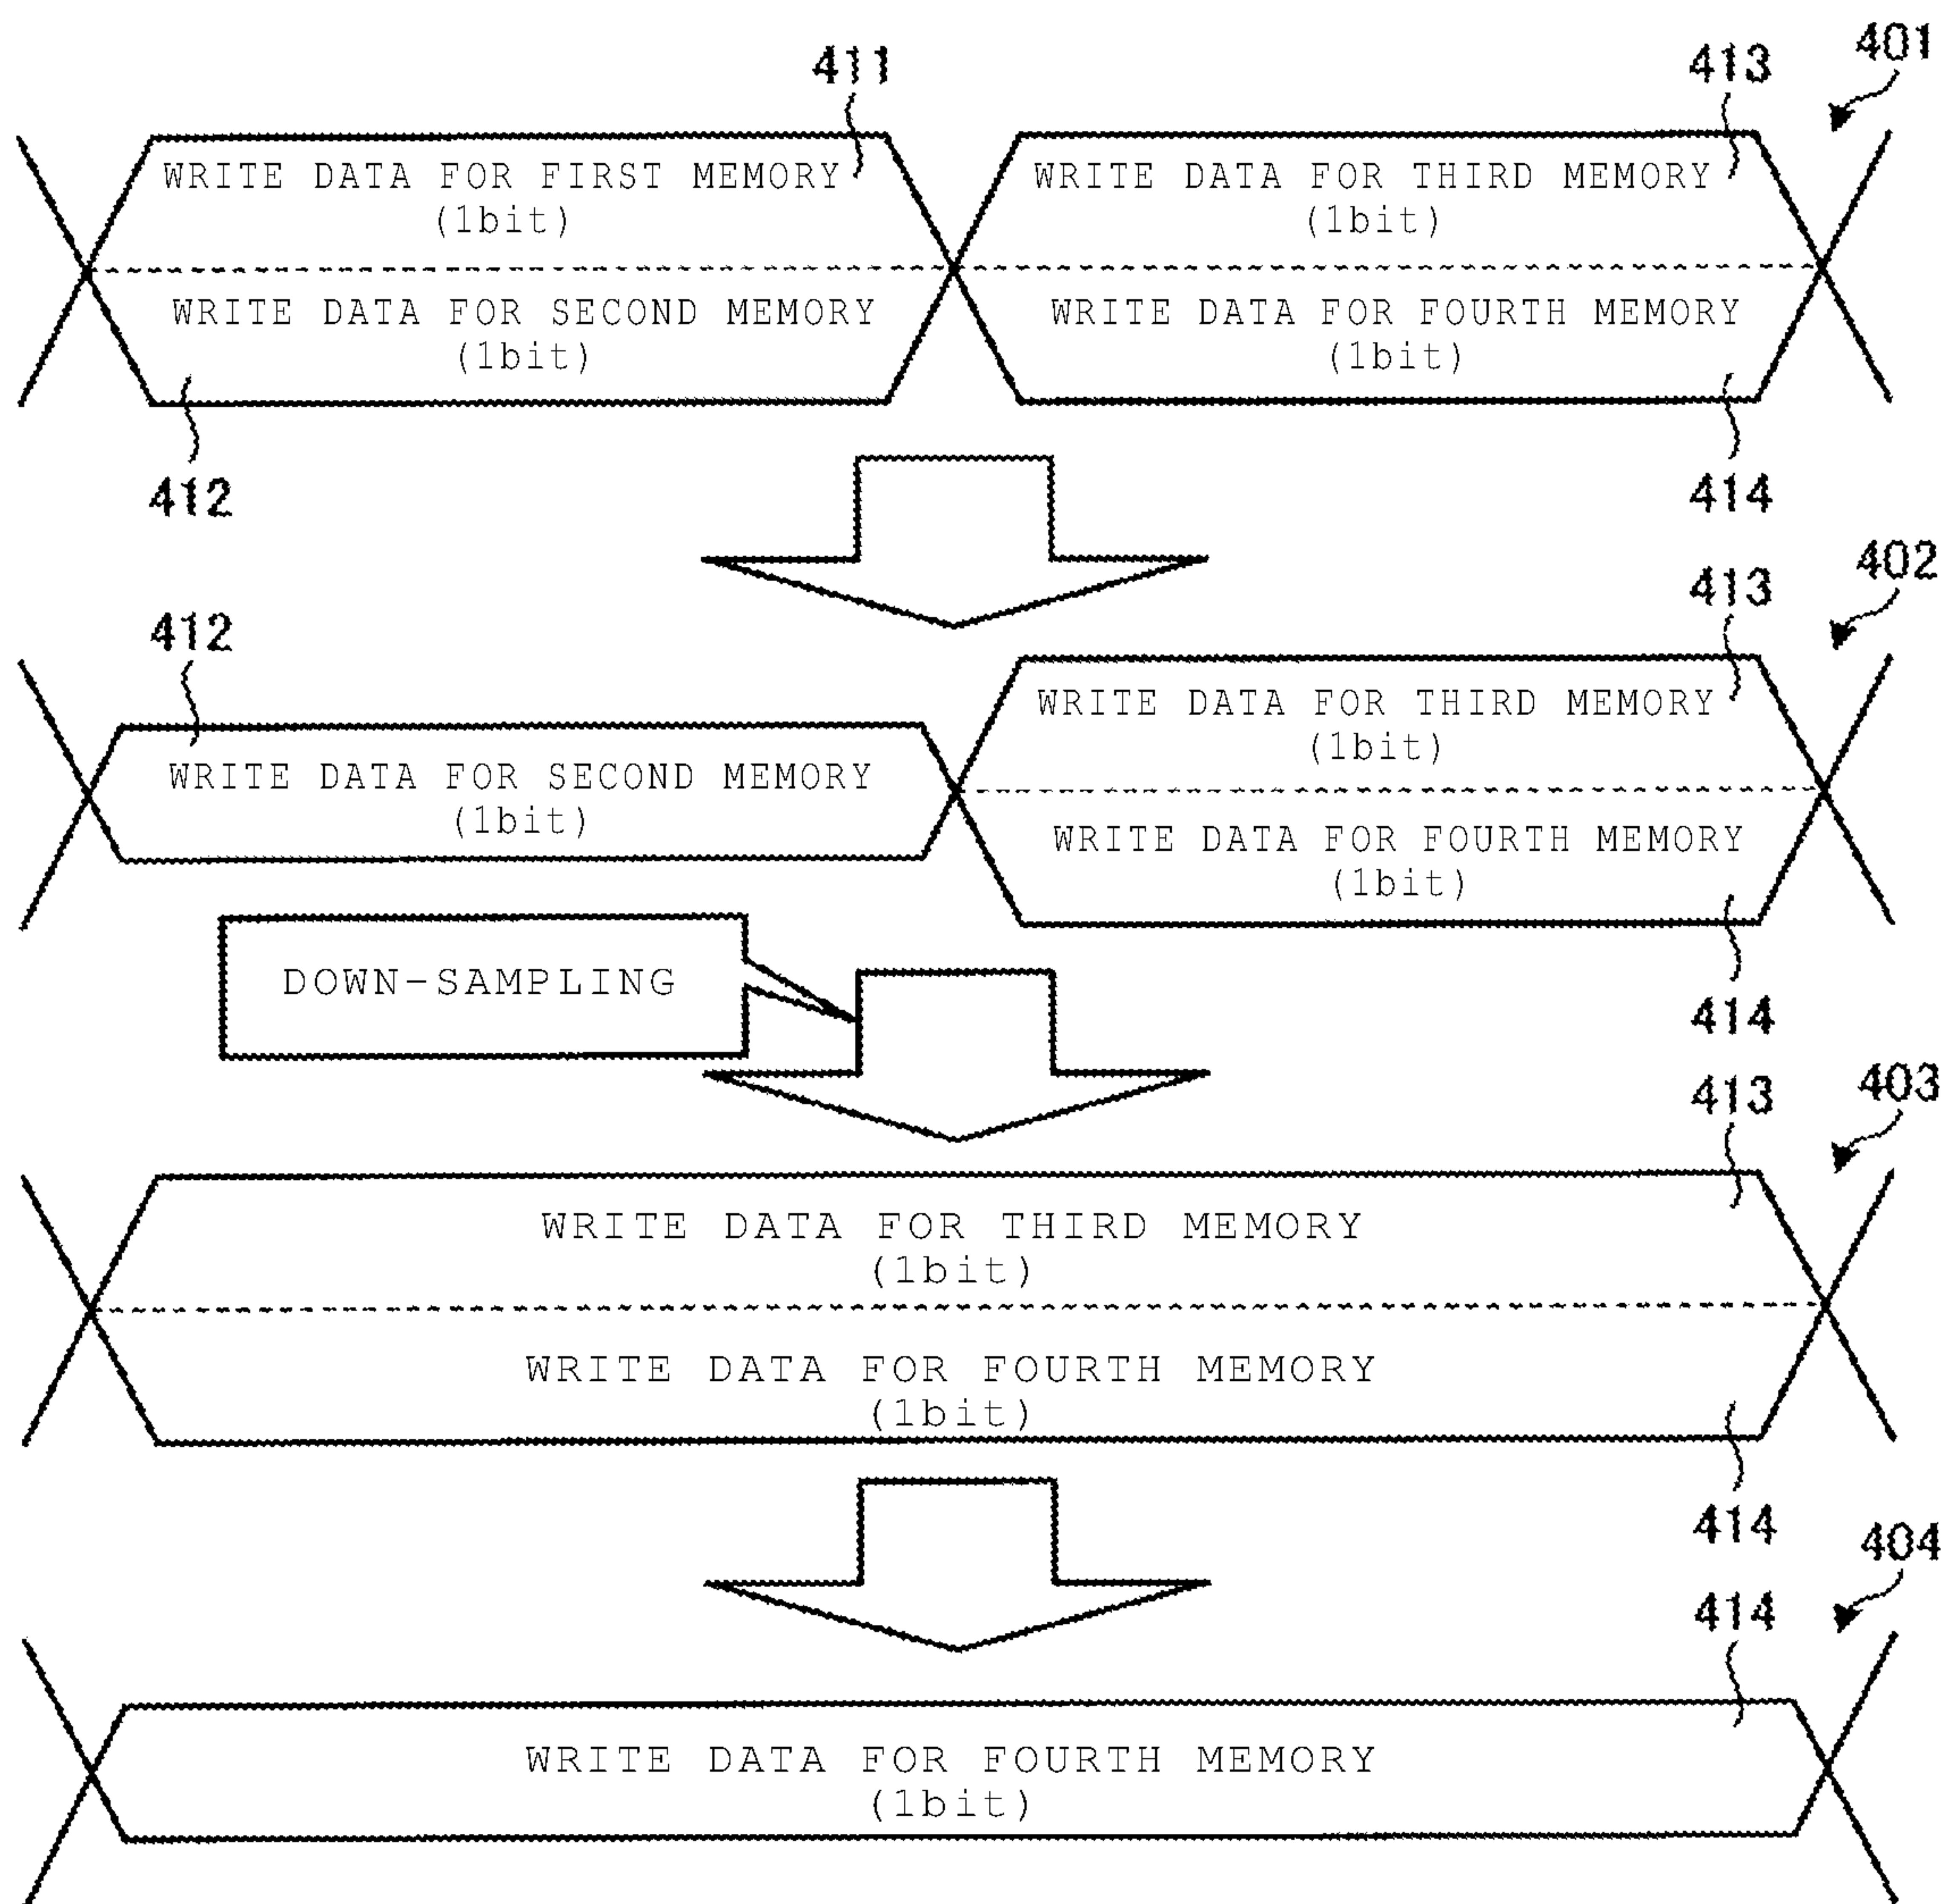 401
411
413
WRITE DATA FOR FIRST MEMORY
(1bit)
WRITE DATA FOR THIRD MEMORY
(1bit)
WRITE DATA FOR SECOND MEMORY
(1bit)
WRITE DATA FOR FOURTH MEMORY
(1bit)
412
414
402
413
412
WRITE DATA FOR THIRD MEMORY
(1bit)
WRITE DATA FOR SECOND MEMORY
(1bit)
WRITE DATA FOR FOURTH MEMORY
(1bit)
DOWN-SAMPLING
414
403
413
WRITE DATA FOR THIRD MEMORY
(1bit)
WRITE DATA FOR FOURTH MEMORY
(1bit)
414
404
414
WRITE DATA FOR FOURTH MEMORY
(1bit)